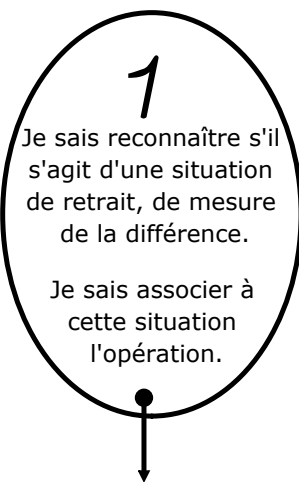 1
Je sais reconnaître s'il
s'agit d'une situation
de retrait, de mesure
de la différence.
Je sais associer à
cette situation
l'opération.